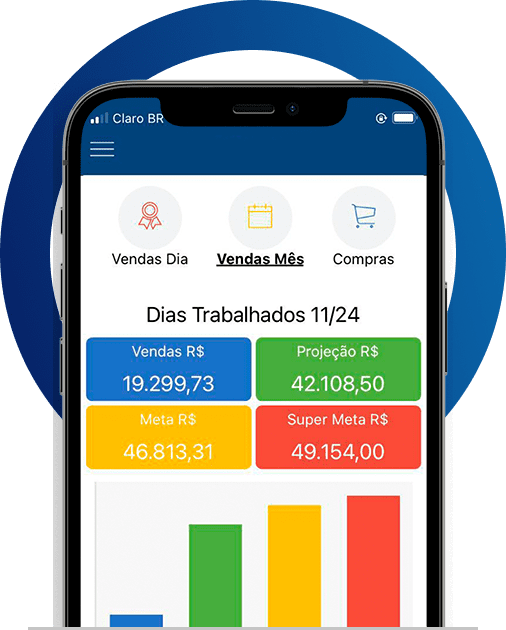 Claro BR
Vendas Dia
Vendas Mês
Compras
Dias Trabalhados 11/24
Vendas R$
Projeção R$
19.299,73
42.108,50
Meta R$
Super Meta R$
46.813,31
49.154,00